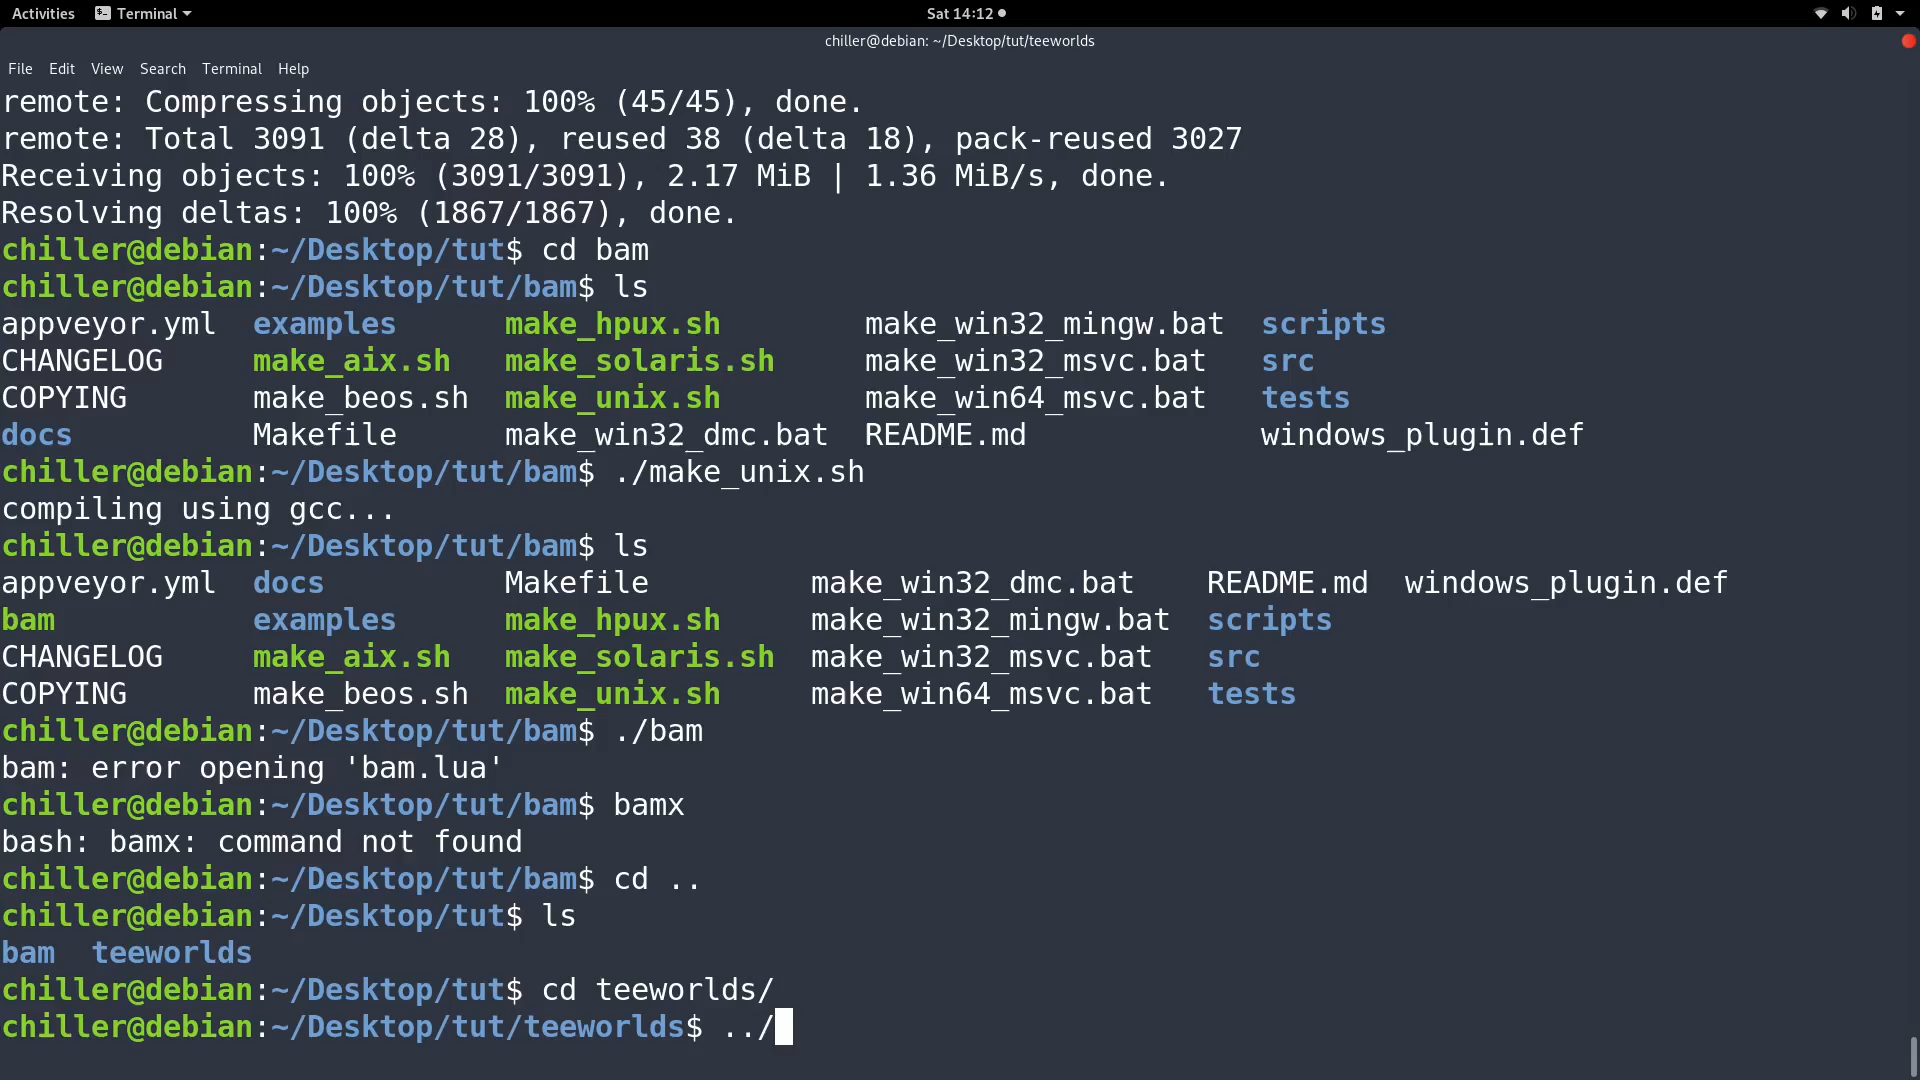 Activities  Terminal  Sat 14:12
chiller@debian: ~/Desktop/tut/teeworlds
File  Edit  View  Search  Terminal  Help
remote: Compressing objects: 100% (45/45), done.
remote: Total 3091 (delta 28), reused 38 (delta 18), pack-reused 3027
Receiving objects: 100% (3091/3091), 2.17 MiB | 1.36 MiB/s, done.
Resolving deltas: 100% (1867/1867), done.
chiller@debian:~/Desktop/tut$ cd bam
chiller@debian:~/Desktop/tut/bam$ ls
appveyor.yml  examples      make_hpux.sh        make_win32_mingw.bat  scripts
CHANGELOG     make_aix.sh   make_solaris.sh     make_win32_msvc.bat   src
COPYING       make_beos.sh  make_unix.sh        make_win64_msvc.bat   tests
docs          Makefile      make_win32_dmc.bat  README.md             windows_plugin.def
chiller@debian:~/Desktop/tut/bam$ ./make_unix.sh
compiling using gcc...
chiller@debian:~/Desktop/tut/bam$ ls
appveyor.yml  docs          Makefile         make_win32_dmc.bat    README.md  windows_plugin.def
bam           examples      make_hpux.sh     make_win32_mingw.bat  scripts
CHANGELOG     make_aix.sh   make_solaris.sh  make_win32_msvc.bat   src
COPYING       make_beos.sh  make_unix.sh     make_win64_msvc.bat   tests
chiller@debian:~/Desktop/tut/bam$ ./bam
bam: error opening 'bam.lua'
chiller@debian:~/Desktop/tut/bam$ bamx
bash: bamx: command not found
chiller@debian:~/Desktop/tut/bam$ cd ..
chiller@debian:~/Desktop/tut$ ls
bam  teeworlds
chiller@debian:~/Desktop/tut$ cd teeworlds/
chiller@debian:~/Desktop/tut/teeworlds$ ../